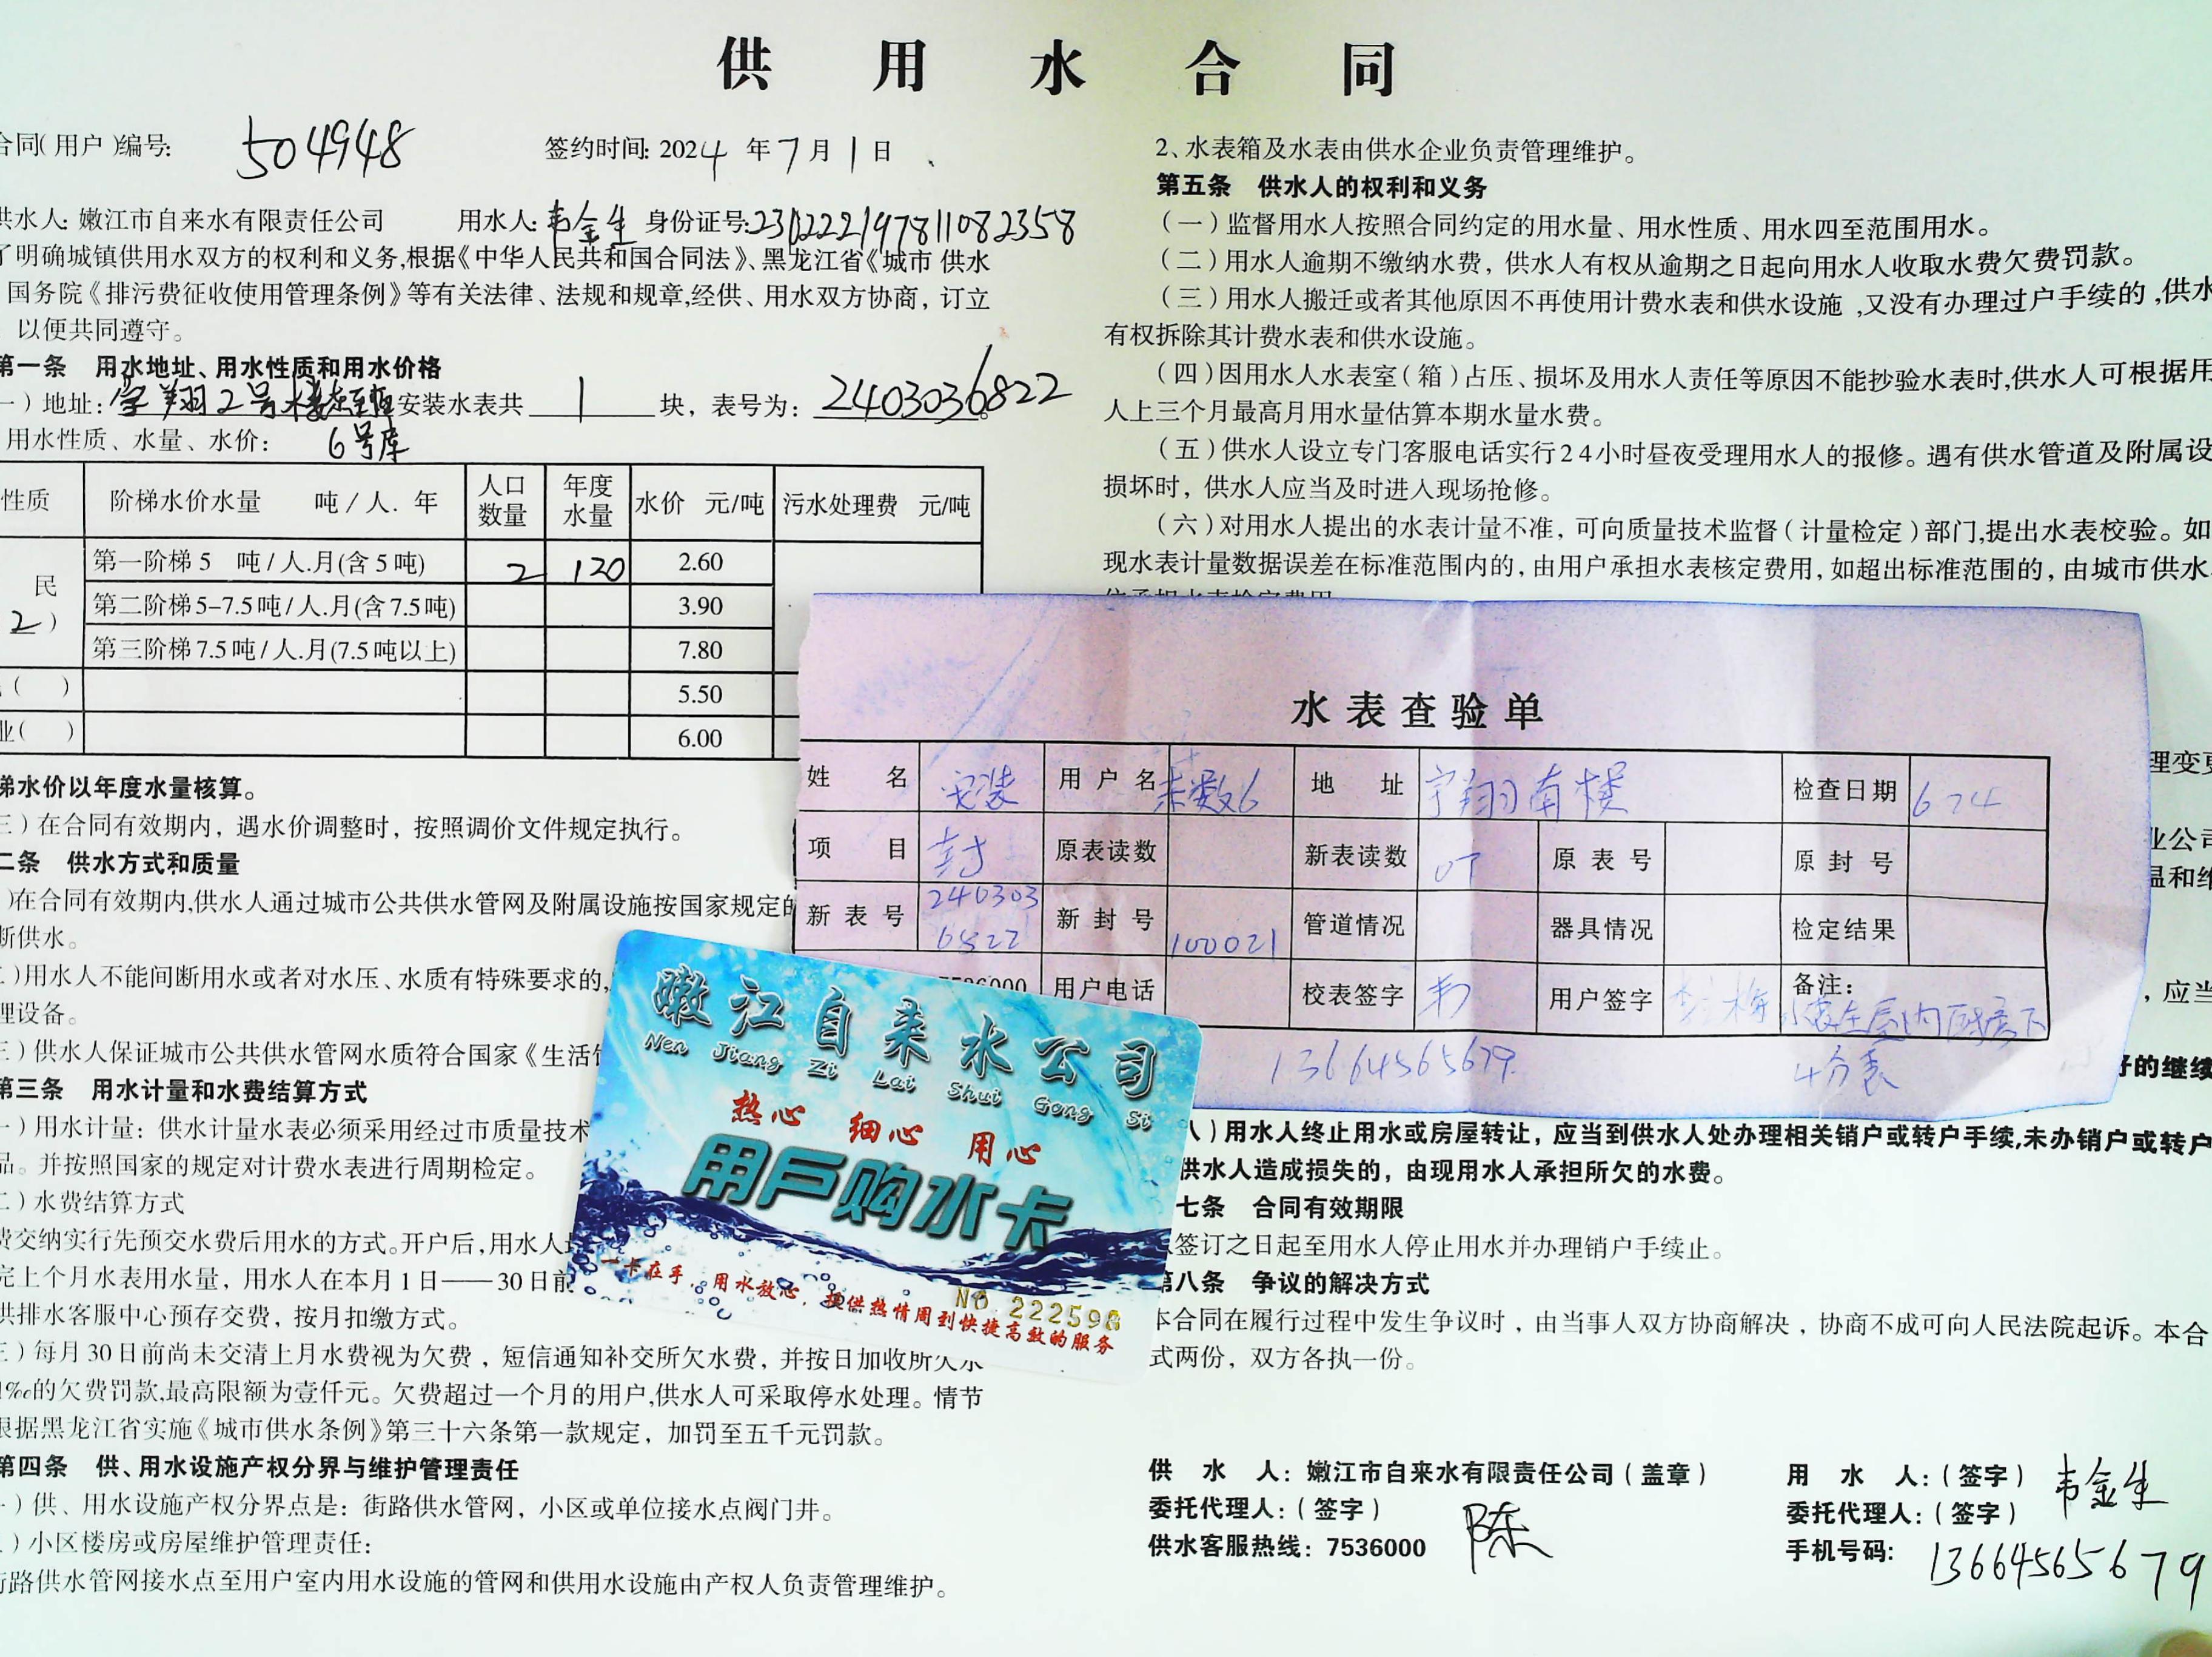 供用水合同
合同(用户)编号: 504948 签约时间: 2024年7月1日
供水人: 嫩江市自来水有限责任公司 用水人: 韦金生 身份证号:
了明确城镇供用水双方的权利和义务,根据《中华人民共和国合同法》、黑龙江省《城市 供水
国务院《排污费征收使用管理条例》等有关法律、法规和规章,经供、用水双方协商, 订立
以便共同遵守。
第一条 用水地址、用水性质和用水价格
一)地址: 宇翔2号楼 安装水表共 1 块, 表号为: 2403036822
用水性质、水量、水价: 6号库
性质 阶梯水价水量 吨/人.年 人口数量 年度水量 水价 元/吨 污水处理费 元/吨
民 第一阶梯5 吨/人.月(含5吨) 2 120 2.60
2) 第二阶梯5-7.5吨/人.月(含7.5吨) 3.90
第三阶梯7.5吨/人.月(7.5吨以上) 7.80
( ) 5.50
业( ) 6.00
梯水价以年度水量核算。
三)在合同有效期内, 遇水价调整时, 按照调价文件规定执行。
二条 供水方式和质量
)在合同有效期内,供水人通过城市公共供水管网及附属设施按国家规定的
断供水。
二)用水人不能间断用水或者对水压、水质有特殊要求的,
理设备。
三)供水人保证城市公共供水管网水质符合国家《生活
第三条 用水计量和水费结算方式
一)用水计量: 供水计量水表必须采用经过市质量技术
品。并按照国家的规定对计费水表进行周期检定。
二)水费结算方式
费交纳实行先预交水费后用水的方式。开户后,用水人
完上个月水表用水量, 用水人在本月1日——30日前
供排水客服中心预存交费, 按月扣缴方式。
三)每月30日前尚未交清上月水费视为欠费, 短信通知补交所欠水费, 并按日加收所欠水
1‰的欠费罚款,最高限额为壹仟元。欠费超过一个月的用户,供水人可采取停水处理。情节
根据黑龙江省实施《城市供水条例》第三十六条第一款规定, 加罚至五千元罚款。
第四条 供、用水设施产权分界与维护管理责任
一)供、用水设施产权分界点是: 街路供水管网, 小区或单位接水点阀门井。
)小区楼房或房屋维护管理责任:
街路供水管网接水点至用户室内用水设施的管网和供用水设施由产权人负责管理维护。
2、水表箱及水表由供水企业负责管理维护。
第五条 供水人的权利和义务
(一)监督用水人按照合同约定的用水量、用水性质、用水四至范围用水。
(二)用水人逾期不缴纳水费, 供水人有权从逾期之日起向用水人收取水费欠费罚款。
(三)用水人搬迁或者其他原因不再使用计费水表和供水设施,又没有办理过户手续的,供水
有权拆除其计费水表和供水设施。
(四)因用水人水表室(箱)占压、损坏及用水人责任等原因不能抄验水表时,供水人可根据用
人上三个月最高月用水量估算本期水量水费。
(五)供水人设立专门客服电话实行24小时昼夜受理用水人的报修。遇有供水管道及附属设
损坏时, 供水人应当及时进入现场抢修。
(六)对用水人提出的水表计量不准, 可向质量技术监督(计量检定)部门,提出水表校验。如
现水表计量数据误差在标准范围内的, 由用户承担水表核定费用, 如超出标准范围的, 由城市供水
理变更
业公司
温和维
, 应当
好的继续
水表查验单
姓名 安装 用户名 地址 宇翔南楼 检查日期 674
项目 封 原表读数 新表读数 0T 原表号 原封号
新表号 2403036822 新封号 100021 管道情况 器具情况 检定结果
7536000 用户电话 校表签字 韦 用户签字 备注:
13664565679 4分表
嫩江自来水公司
Nen Jiang Zi Lai Shui Gong Si
热心 细心 用心
用户购水卡
一卡在手, 用水放心, 提供热情周到快捷高效的服务
NO 222598
八)用水人终止用水或房屋转让, 应当到供水人处办理相关销户或转户手续,未办销户或转户
供水人造成损失的, 由现用水人承担所欠的水费。
七条 合同有效期限
签订之日起至用水人停止用水并办理销户手续止。
第八条 争议的解决方式
本合同在履行过程中发生争议时, 由当事人双方协商解决, 协商不成可向人民法院起诉。本合
式两份, 双方各执一份。
供水人: 嫩江市自来水有限责任公司(盖章) 用水人:(签字) 韦金生
委托代理人:(签字) 陈 委托代理人:(签字)
供水客服热线: 7536000 手机号码: 13664565679